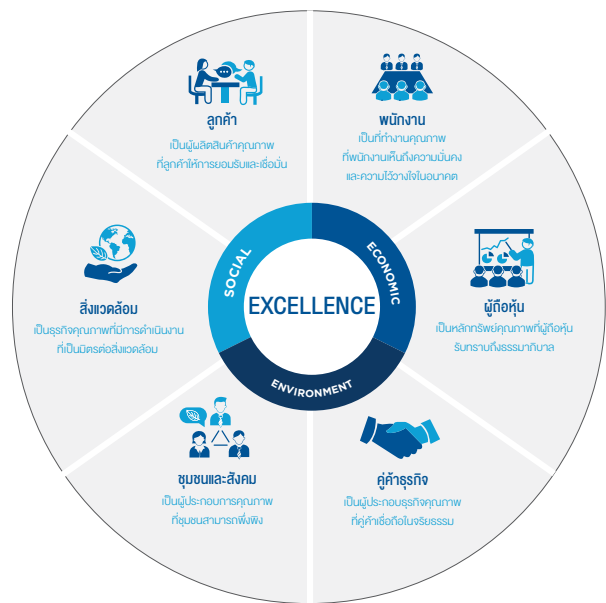 ลูกค้า
เป็นผู้ผลิตสินค้าคุณภาพ
ที่ลูกค้าให้การยอมรับและเชื่อมั่น
พนักงาน
เป็นที่ทำงานคุณภาพ
ที่พนักงานเห็นถึงความมั่นคง
และความไว้วางใจในอนาคต
สิ่งแวดล้อม
เป็นธุรกิจคุณภาพที่มีการดำเนินงาน
ที่เป็นมิตรต่อสิ่งแวดล้อม
SOCIAL
ECONOMIC
EXCELLENCE
ENVIRONMENT
ผู้ถือหุ้น
เป็นหลักทรัพย์คุณภาพที่ผู้ถือหุ้น
รับทราบถึงธรรมาภิบาล
ชุมชนและสังคม
เป็นผู้ประกอบการคุณภาพ
ที่ชุมชนสามารถพึ่งพิง
คู่ค้าธุรกิจ
เป็นผู้ประกอบธุรกิจคุณภาพ
ที่คู่ค้าเชื่อถือในจริยธรรม